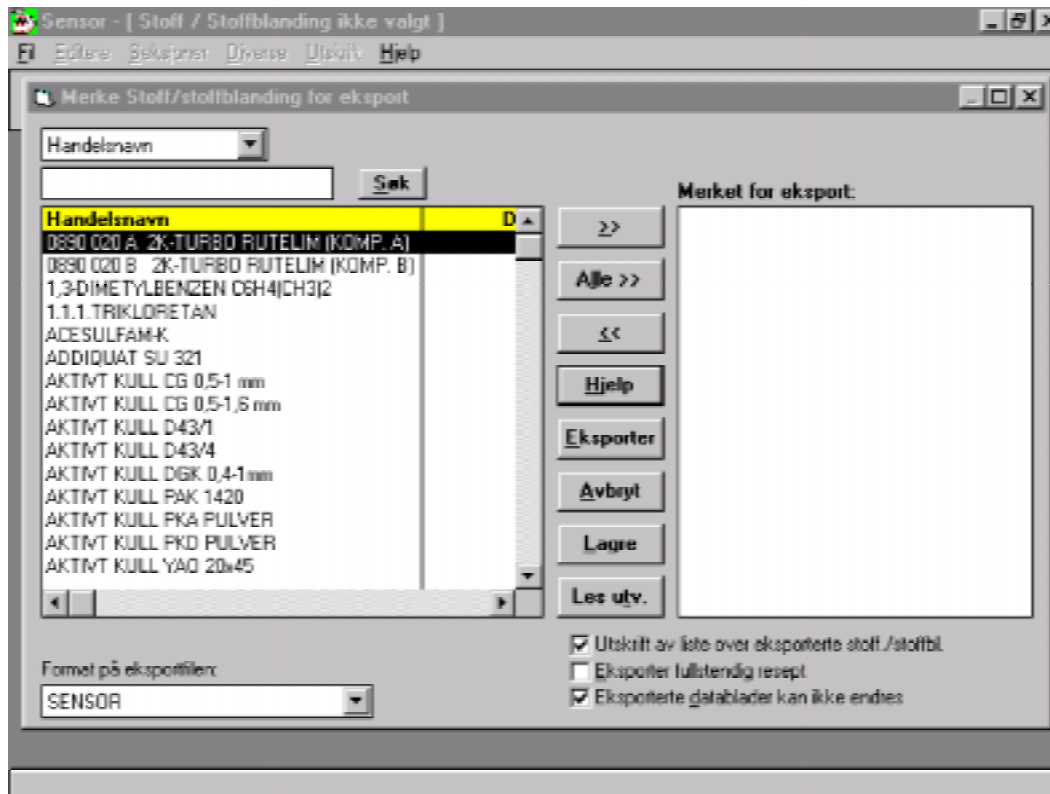 Sensor - [ Stoff / Stoffblanding ikke valgt ]
Fil Editere Seksjoner Diverse Utskrift Hjelp
Merke Stoff/stoffblanding for eksport
Handelsnavn
Søk
Merket for eksport:
Handelsnavn D
0890 020 A 2K-TURBO RUTELIM (KOMP. A)
0890 020 B 2K-TURBO RUTELIM (KOMP. B)
1,3-DIMETYLBENZEN C6H4(CH3)2
1.1.1.TRIKLORETAN
ACESULFAM-K
ADDIQUAT SU 321
AKTIVT KULL CG 0,5-1 mm
AKTIVT KULL CG 0,5-1,6 mm
AKTIVT KULL D43/1
AKTIVT KULL D43/4
AKTIVT KULL DGK 0,4-1mm
AKTIVT KULL PAK 1420
AKTIVT KULL PKA PULVER
AKTIVT KULL PKD PULVER
AKTIVT KULL YAO 20x45
>>
Alle >>
<<
Hjelp
Eksporter
Avbryt
Lagre
Les utv.
Format på eksportfilen:
SENSOR
Utskrift av liste over eksporterte stoff./stoffbl.
Eksporter fullstendig resept
Eksporterte datablader kan ikke endres